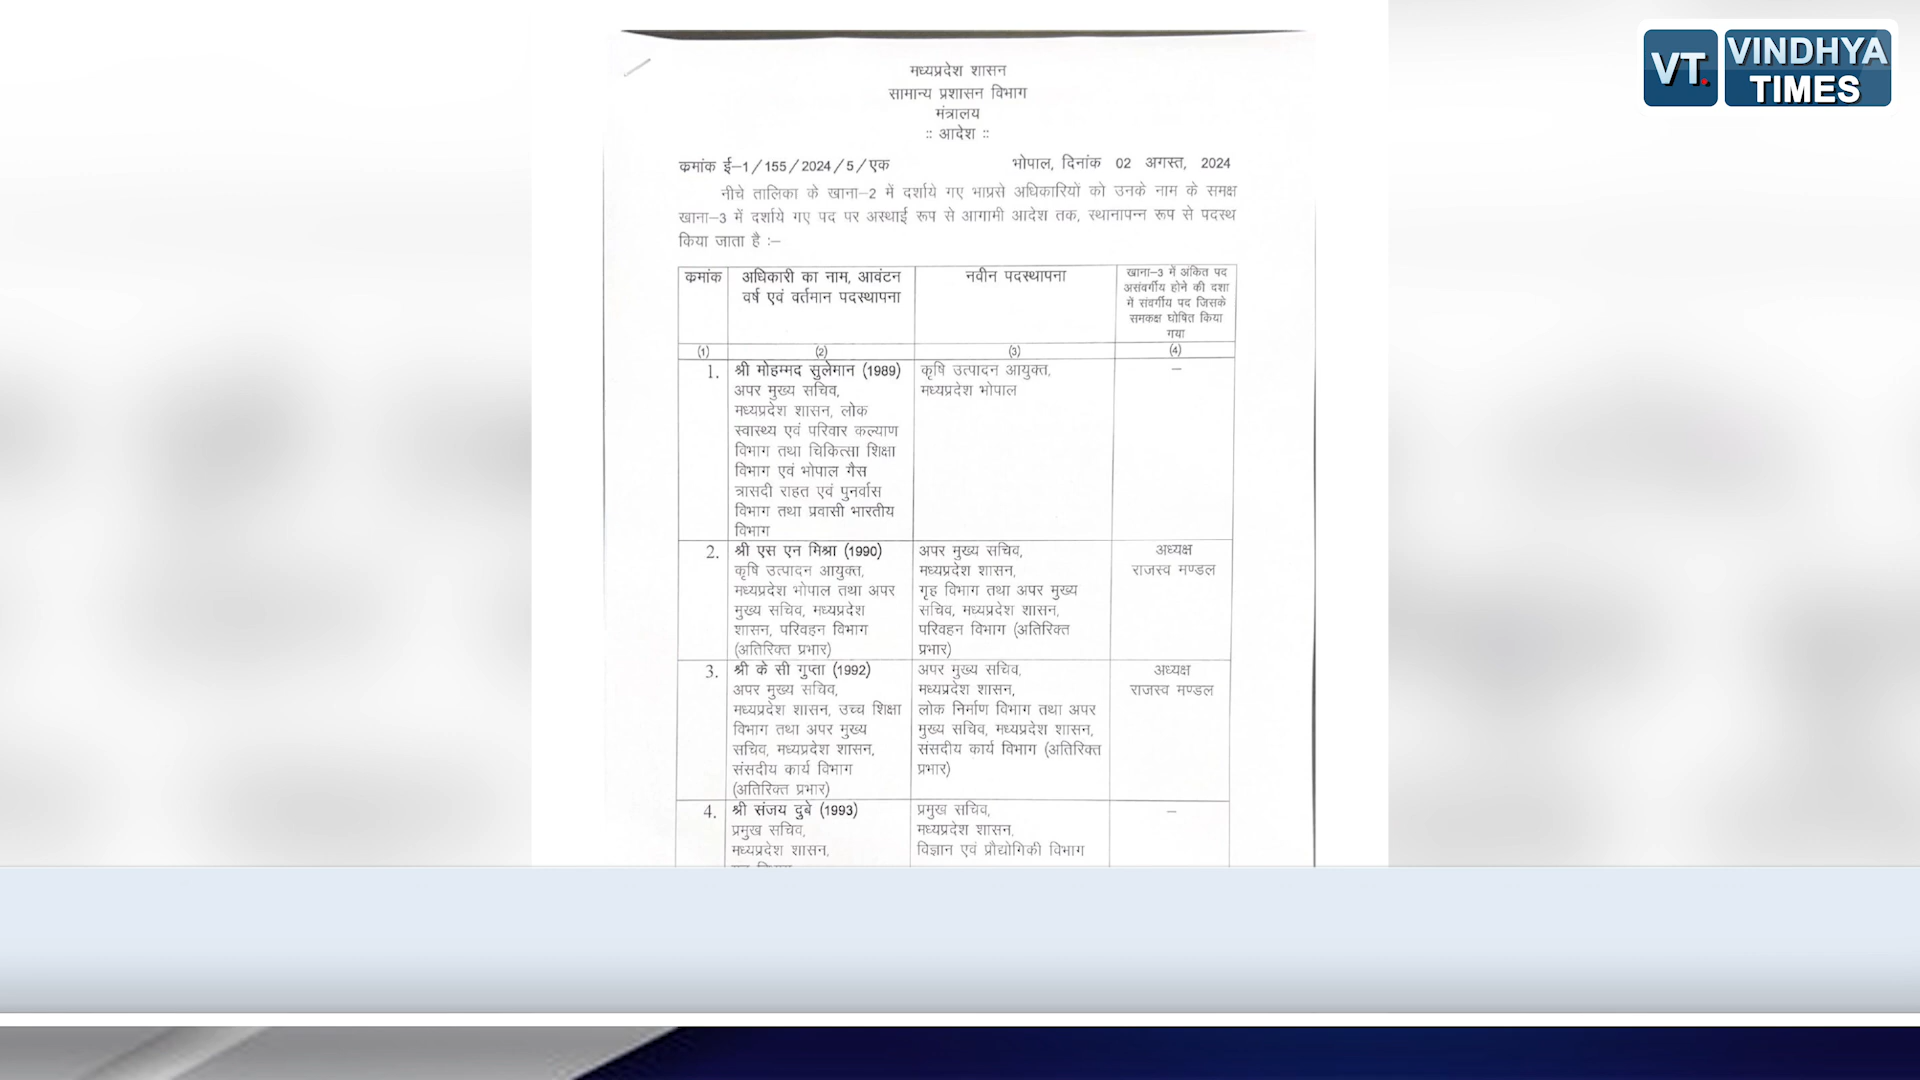 VT. VINDHYA
TIMES
मध्यप्रदेश शासन
सामान्य प्रशासन विभाग
मंत्रालय
:: आदेश ::
कमांक ई–1/155/2024/5/एक
भोपाल, दिनांक 02 अगस्त, 2024
नीचे तालिका के खाना–2 में दर्शाये गए भाप्रसे अधिकारियों को उनके नाम के समक्ष
खाना–3 में दर्शाये गए पद पर अस्थाई रूप से आगामी आदेश तक, स्थानापन्न रूप से पदस्थ
किया जाता है :–
कमांक
अधिकारी का नाम, आवंटन
वर्ष एवं वर्तमान पदस्थापना
नवीन पदस्थापना
खाना–3 में अंकित पद
असंवर्गीय होने की दशा
में संवर्गीय पद जिसके
समकक्ष घोषित किया
गया
(1)
(2)
(3)
(4)
1.
श्री मोहम्मद सुलेमान (1989)
अपर मुख्य सचिव,
मध्यप्रदेश शासन, लोक
स्वास्थ्य एवं परिवार कल्याण
विभाग तथा चिकित्सा शिक्षा
विभाग एवं भोपाल गैस
त्रासदी राहत एवं पुनर्वास
विभाग तथा प्रवासी भारतीय
विभाग
कृषि उत्पादन आयुक्त,
मध्यप्रदेश भोपाल
–
2.
श्री एस एन मिश्रा (1990)
कृषि उत्पादन आयुक्त,
मध्यप्रदेश भोपाल तथा अपर
मुख्य सचिव, मध्यप्रदेश
शासन, परिवहन विभाग
(अतिरिक्त प्रभार)
अपर मुख्य सचिव,
मध्यप्रदेश शासन,
गृह विभाग तथा अपर मुख्य
सचिव, मध्यप्रदेश शासन,
परिवहन विभाग (अतिरिक्त
प्रभार)
अध्यक्ष
राजस्व मण्डल
3.
श्री के सी गुप्ता (1992)
अपर मुख्य सचिव,
मध्यप्रदेश शासन, उच्च शिक्षा
विभाग तथा अपर मुख्य
सचिव, मध्यप्रदेश शासन,
संसदीय कार्य विभाग
(अतिरिक्त प्रभार)
अपर मुख्य सचिव,
मध्यप्रदेश शासन,
लोक निर्माण विभाग तथा अपर
मुख्य सचिव, मध्यप्रदेश शासन,
संसदीय कार्य विभाग (अतिरिक्त
प्रभार)
अध्यक्ष
राजस्व मण्डल
4.
श्री संजय दुबे (1993)
प्रमुख सचिव,
मध्यप्रदेश शासन,
प्रमुख सचिव,
मध्यप्रदेश शासन,
विज्ञान एवं प्रौद्योगिकी विभाग
–